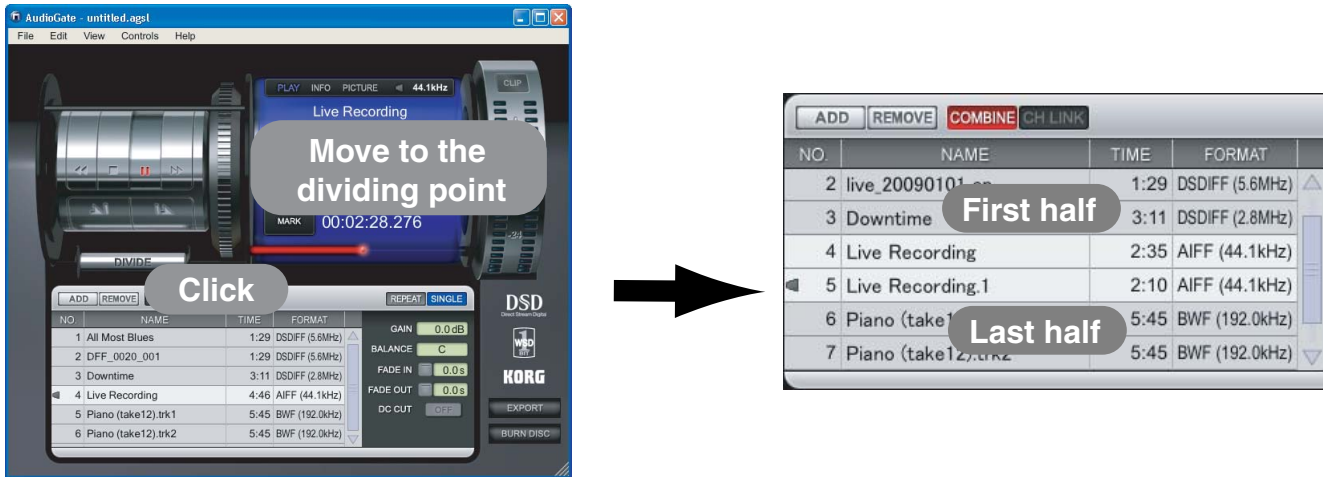 AudioGate - untitled.agsl
File Edit View Controls Help
PLAY INFO PICTURE 44.1kHz
CLIP
Live Recording
Move to the
dividing point
MARK 00:02:28.276
-24
DIVIDE
Click
ADD REMOVE REPEAT SINGLE
NO. NAME TIME FORMAT
1 All Most Blues 1:29 DSDIFF (5.6MHz)
2 DFF_0020_001 1:29 DSDIFF (5.6MHz)
3 Downtime 3:11 DSDIFF (2.8MHz)
4 Live Recording 4:46 AIFF (44.1kHz)
5 Piano (take12).trk1 5:45 BWF (192.0kHz)
6 Piano (take12).trk2 5:45 BWF (192.0kHz)
GAIN 0.0 dB
BALANCE C
FADE IN 0.0 s
FADE OUT 0.0 s
DC CUT OFF
DSD
Direct Stream Digital
1
WSD
BIT
KORG
EXPORT
BURN DISC
ADD REMOVE COMBINE CH LINK
NO. NAME TIME FORMAT
2 live_20090101 1:29 DSDIFF (5.6MHz)
First half
3 Downtime 3:11 DSDIFF (2.8MHz)
4 Live Recording 2:35 AIFF (44.1kHz)
5 Live Recording.1 2:10 AIFF (44.1kHz)
6 Piano (take1 5:45 BWF (192.0kHz)
Last half
7 Piano (take12).trk2 5:45 BWF (192.0kHz)